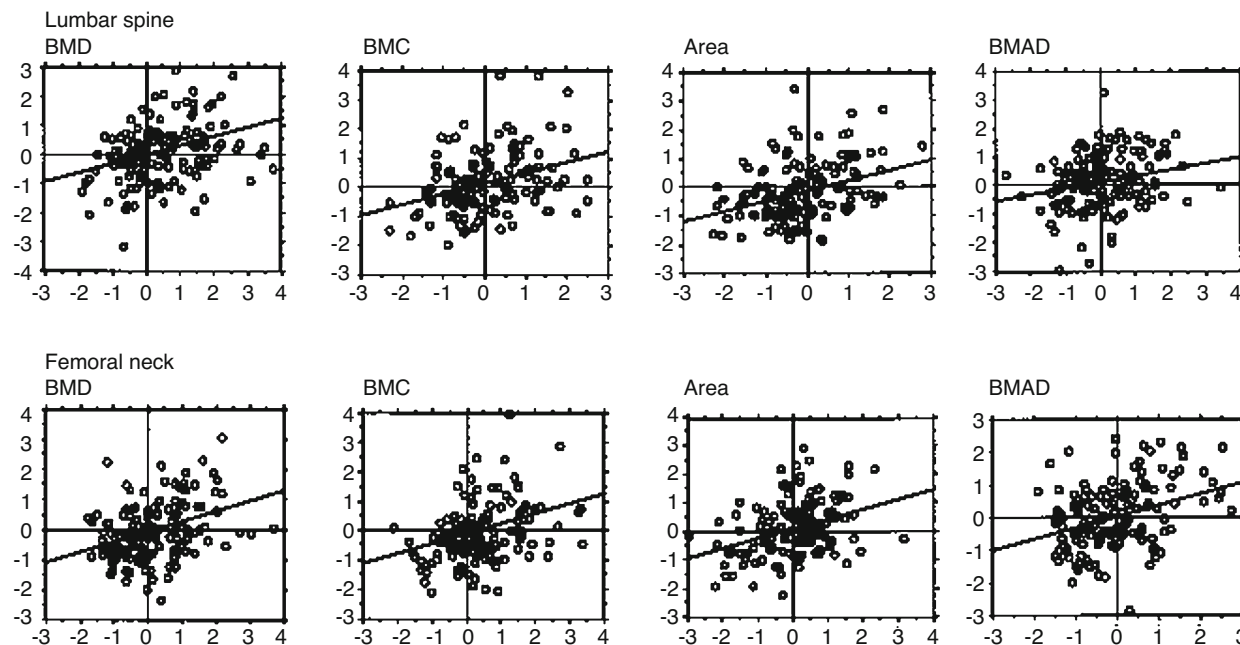 Lumbar spine
BMD BMC Area BMAD
3 4 4 4
2 3 3 3
1 2 2 2
0 1 1 1
-1 0 0 0
-2 -1 -1 -1
-3 -2 -2 -2
-4 -3 -3 -3
-3 -2 -1 0 1 2 3 4 -3 -2 -1 0 1 2 3 -3 -2 -1 0 1 2 3 -3 -2 -1 0 1 2 3 4
Femoral neck
BMD BMC Area BMAD
4 4 4 3
3 3 3 2
2 2 2 1
1 1 1 0
0 0 0 -1
-1 -1 -1 -2
-2 -2 -2 -3
-3 -3 -3
-3 -2 -1 0 1 2 3 4 -3 -2 -1 0 1 2 3 4 -3 -2 -1 0 1 2 3 4 -3 -2 -1 0 1 2 3